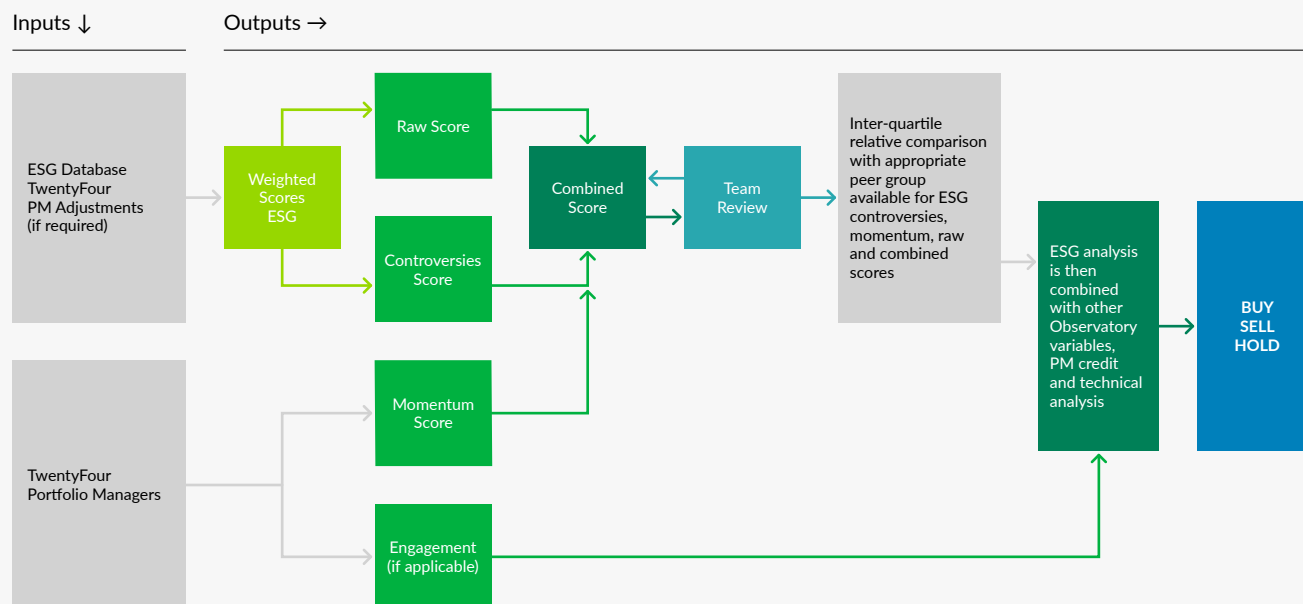 Inputs ↓
Outputs →
ESG Database
TwentyFour
PM Adjustments
(if required)
Weighted
Scores
ESG
Raw Score
Controversies
Score
Combined
Score
Team
Review
Inter-quartile
relative comparison
with appropriate
peer group
available for ESG
controversies,
momentum, raw
and combined
scores
ESG analysis
is then
combined
with other
Observatory
variables,
PM credit
and technical
analysis
BUY
SELL
HOLD
TwentyFour
Portfolio Managers
Momentum
Score
Engagement
(if applicable)